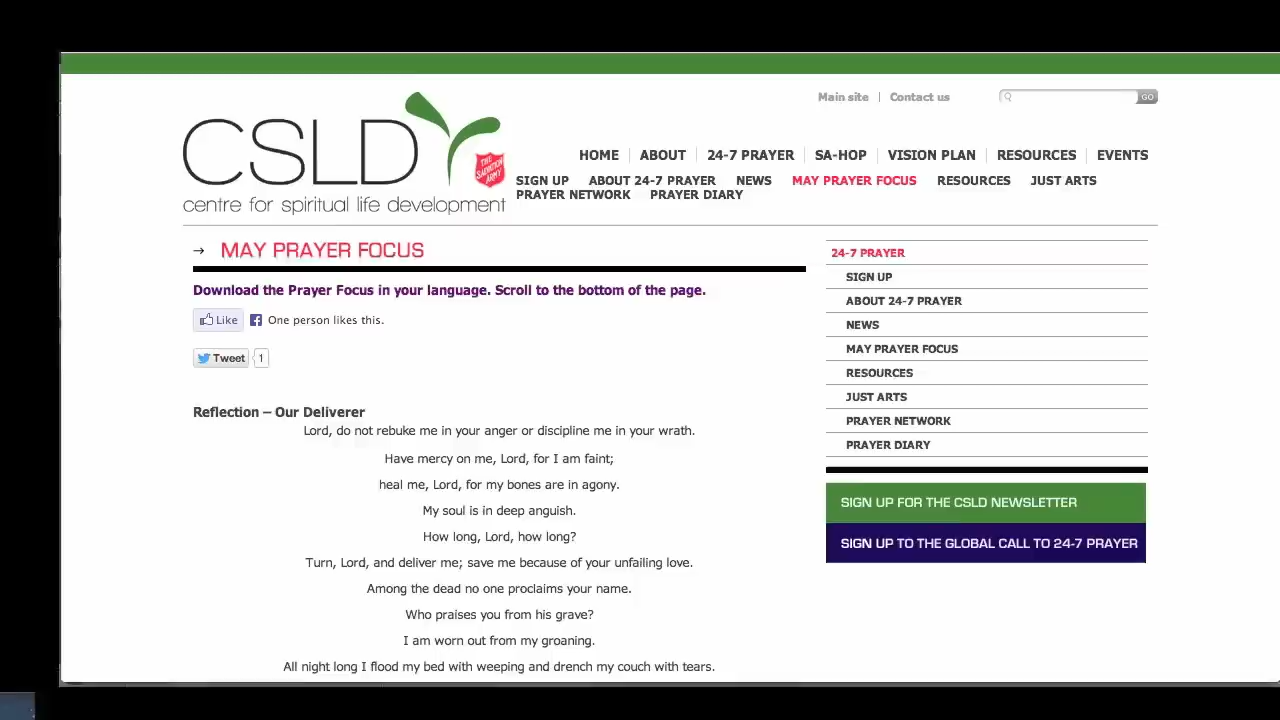 Main site | Contact us
GO
CSLD
THE SALVATION ARMY
centre for spiritual life development
HOME | ABOUT | 24-7 PRAYER | SA-HOP | VISION PLAN | RESOURCES | EVENTS
SIGN UP ABOUT 24-7 PRAYER NEWS MAY PRAYER FOCUS RESOURCES JUST ARTS
PRAYER NETWORK PRAYER DIARY
→ MAY PRAYER FOCUS
Download the Prayer Focus in your language. Scroll to the bottom of the page.
Like One person likes this.
Tweet 1
Reflection – Our Deliverer
Lord, do not rebuke me in your anger or discipline me in your wrath.
Have mercy on me, Lord, for I am faint;
heal me, Lord, for my bones are in agony.
My soul is in deep anguish.
How long, Lord, how long?
Turn, Lord, and deliver me; save me because of your unfailing love.
Among the dead no one proclaims your name.
Who praises you from his grave?
I am worn out from my groaning.
All night long I flood my bed with weeping and drench my couch with tears.
24-7 PRAYER
SIGN UP
ABOUT 24-7 PRAYER
NEWS
MAY PRAYER FOCUS
RESOURCES
JUST ARTS
PRAYER NETWORK
PRAYER DIARY
SIGN UP FOR THE CSLD NEWSLETTER
SIGN UP TO THE GLOBAL CALL TO 24-7 PRAYER